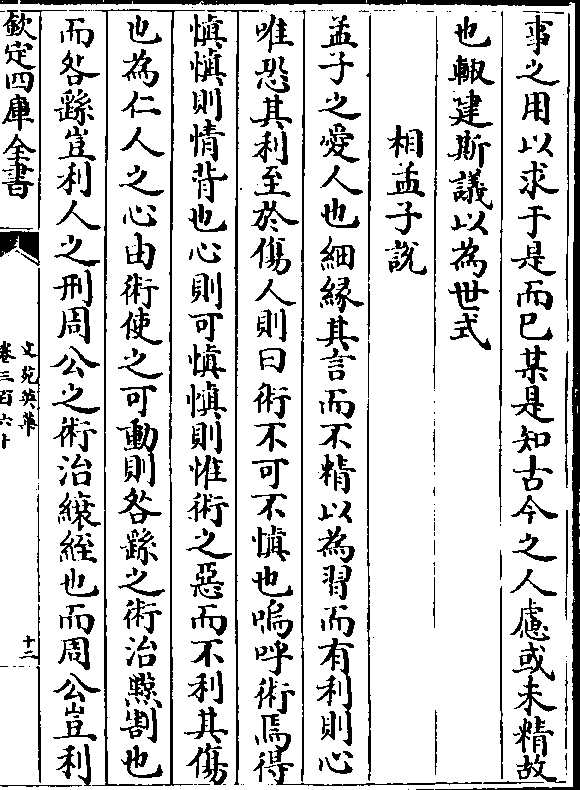 事之用以求于是而已某是知古今之人慮或未精故
也輙建斯議以為世式
相孟子説
孟子之愛人也細縁其言而不精以為習而有利則心
唯恐其利至於傷人則曰術不可不慎也嗚呼術焉得
慎慎則情背也心則可慎慎則惟術之惡而不利其傷
也為仁人之心由術使之可動則咎繇之術治㸃割也
而咎繇豈利人之刑周公之術治縗絰也而周公豈利
欽定四庫全書
文苑英華
卷三百六十
十二